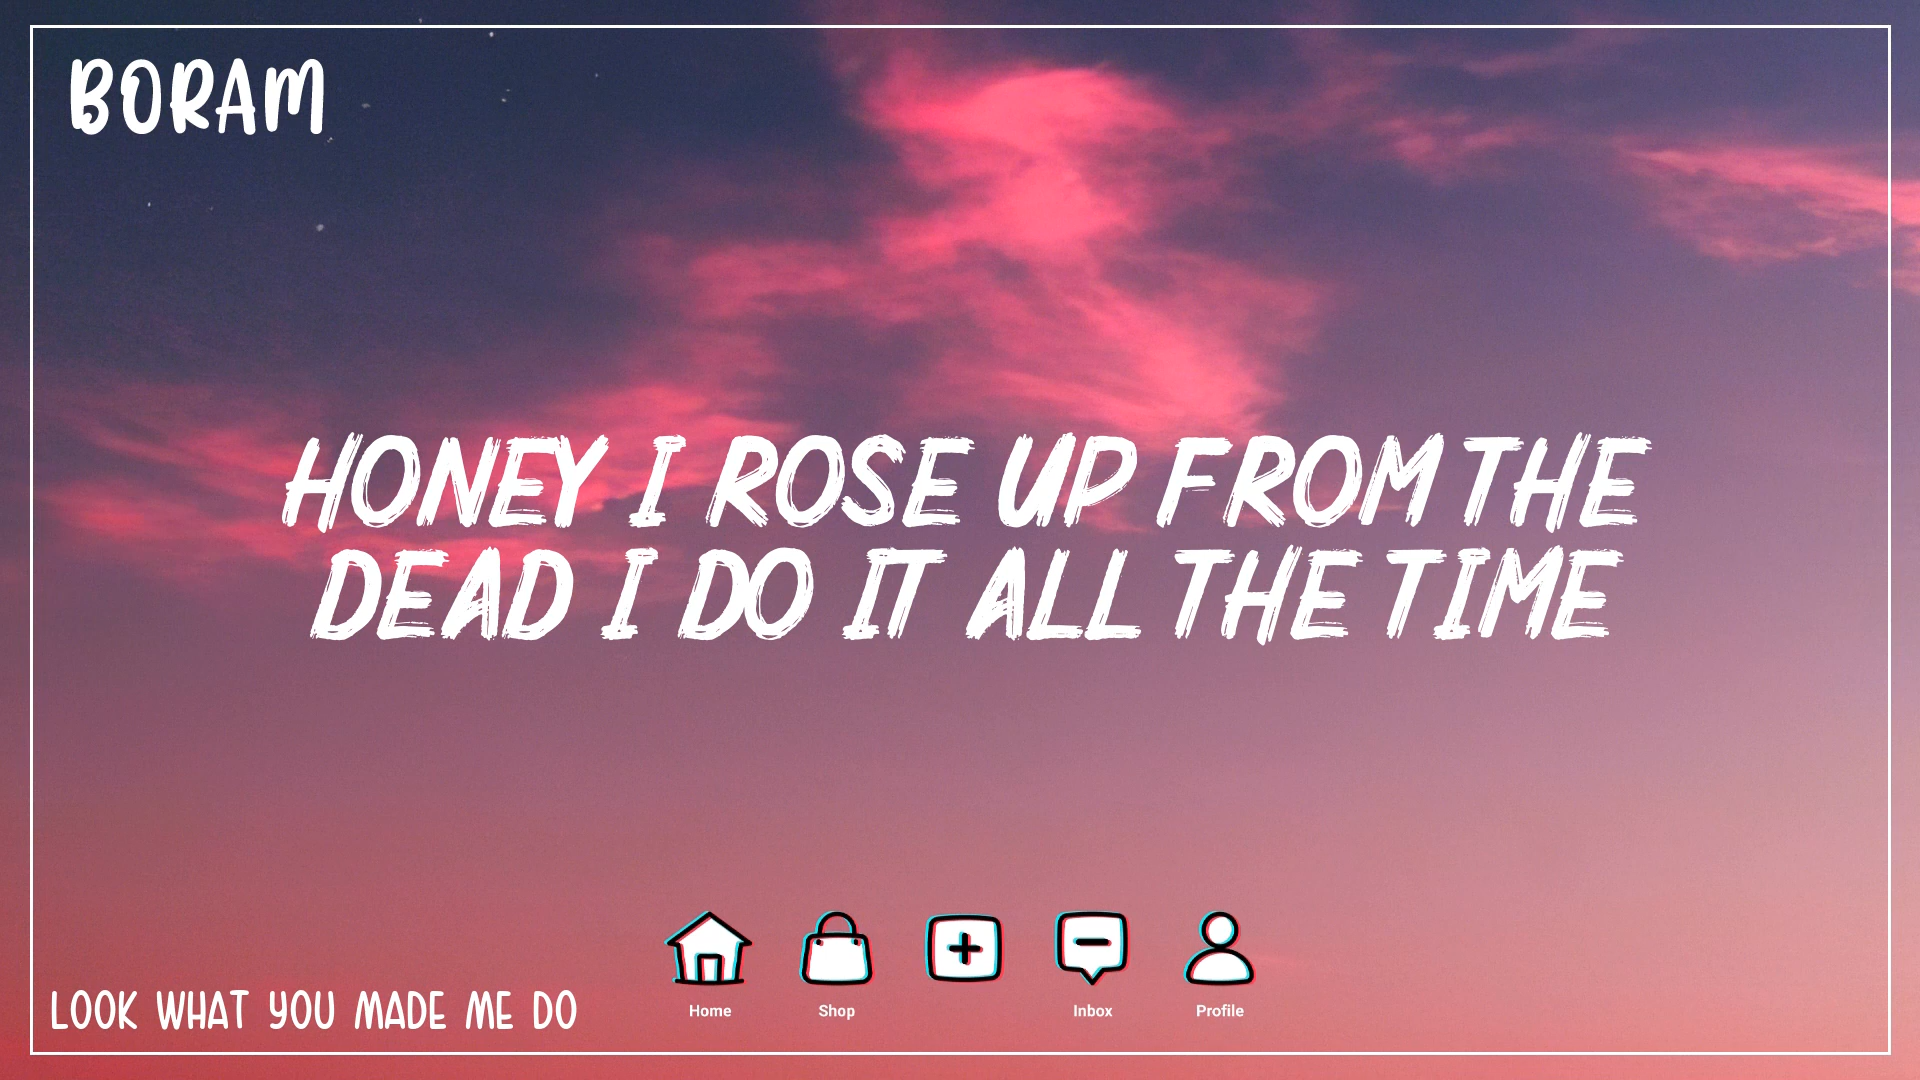 BORAM
HONEY I ROSE UP FROM THE
DEAD I DO IT ALL THE TIME
Home Shop Inbox Profile
LOOK WHAT YOU MADE ME DO